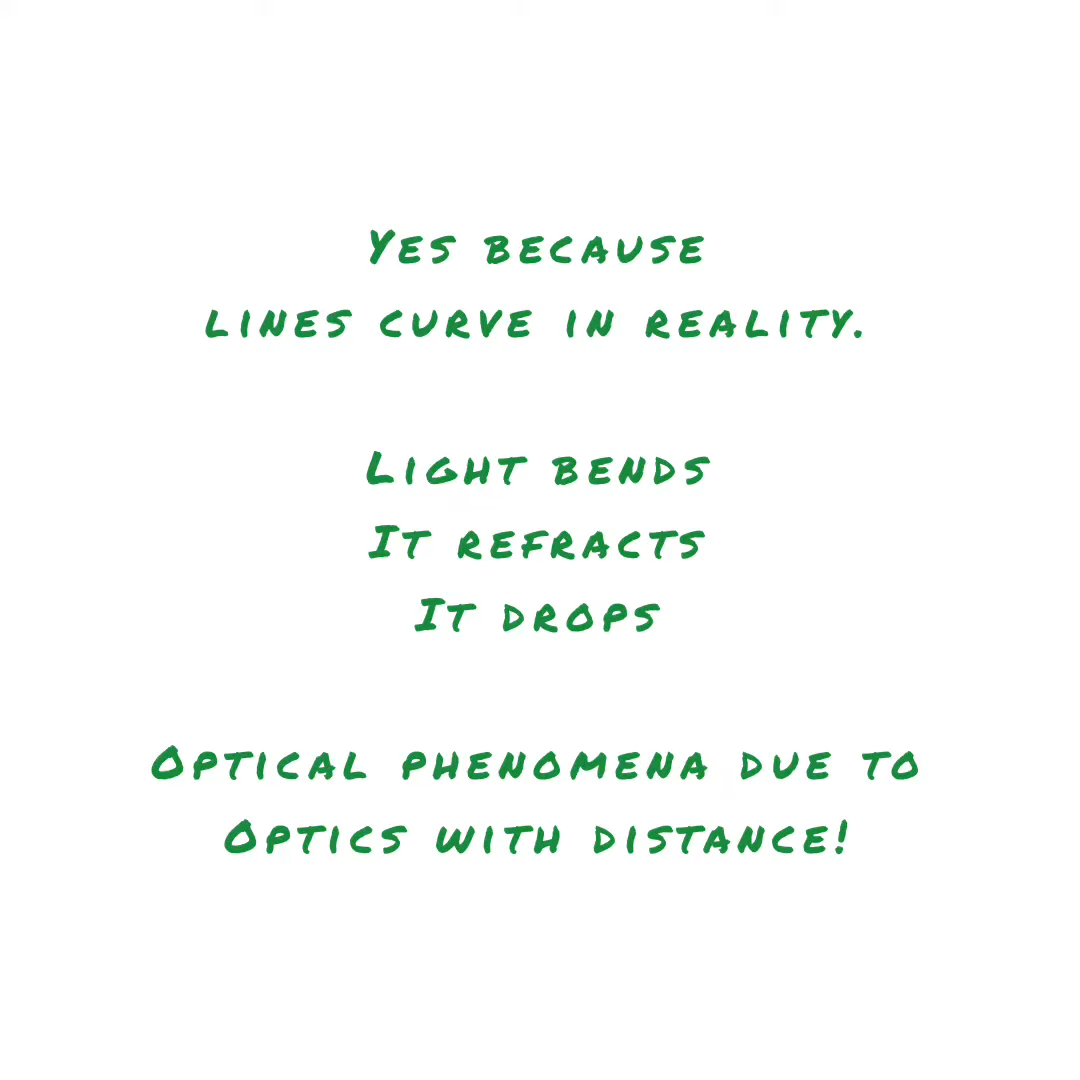 Yes because
lines curve in reality.
Light bends
It refracts
It drops
Optical phenomena due to
Optics with distance!